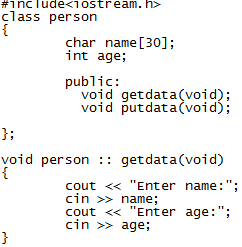 #include<iostream.h>
class person
{
char name[30];
int age;
public:
void getdata(void);
void putdata(void);
};
void person :: getdata(void)
{
cout << "Enter name:";
cin >> name;
cout << "Enter age:";
cin >> age;
}